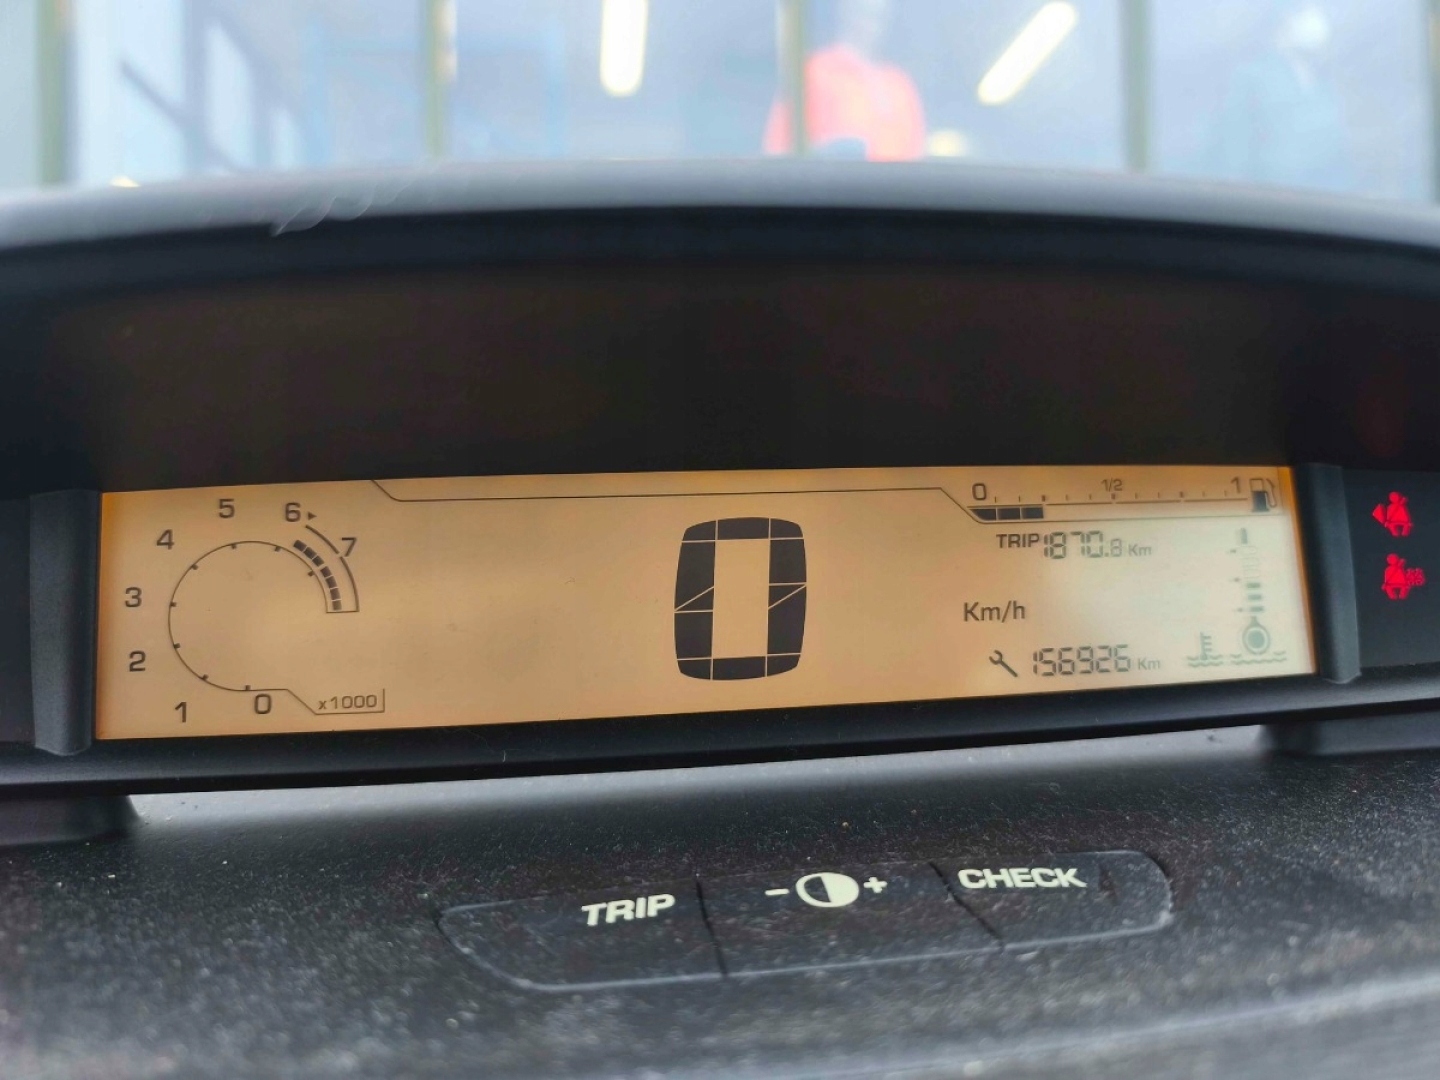 5 6 7
4
3
2
1 0 x1000
0
0 1/2 1
TRIP 1870.8 Km
Km/h
156926 Km
TRIP - + CHECK